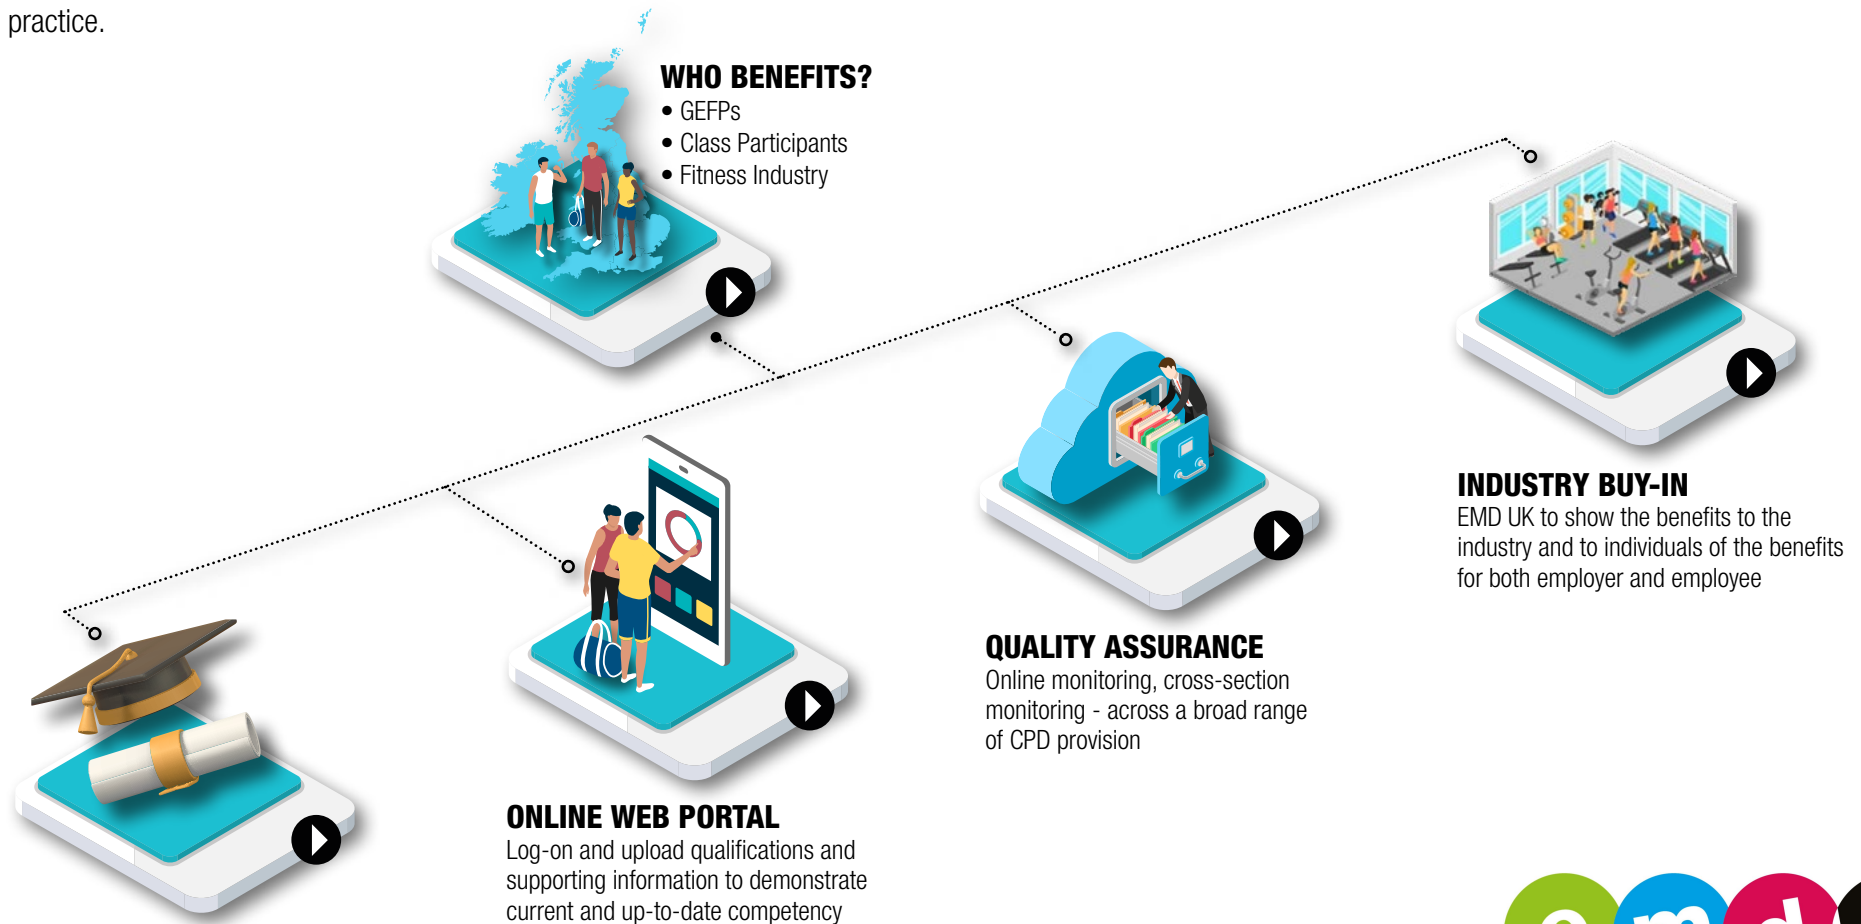 practice.
WHO BENEFITS?
• GEFPs
• Class Participants
• Fitness Industry
INDUSTRY BUY-IN
EMD UK to show the benefits to the
industry and to individuals of the benefits
for both employer and employee
QUALITY ASSURANCE
Online monitoring, cross-section
monitoring - across a broad range
of CPD provision
ONLINE WEB PORTAL
Log-on and upload qualifications and
supporting information to demonstrate
current and up-to-date competency
emd